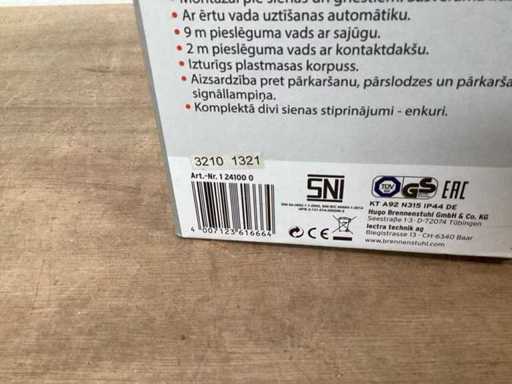 • Ar ērtu vada uztīšanas automātiku.
• 9 m pieslēguma vads ar sajūgu.
• 2 m pieslēguma vads ar kontaktdakšu.
• Izturīgs plastmasas korpuss.
• Aizsardzība pret pārkaršanu, pārslodzes un pārkarša
signāllampiņa.
• Komplektā divi sienas stiprinājumi - enkuri.
3210 1321
Art.-Nr. 1 24100 0
4 007123 616664
SNI
TÜV
GS
EAC
KT A92 N315 IP44 DE
Hugo Brennenstuhl GmbH & Co. KG
Seestraße 1-3 · D-72074 Tübingen
lectra technik ag
Blegistrasse 13 · CH-6340 Baar
www.brennenstuhl.com
CE